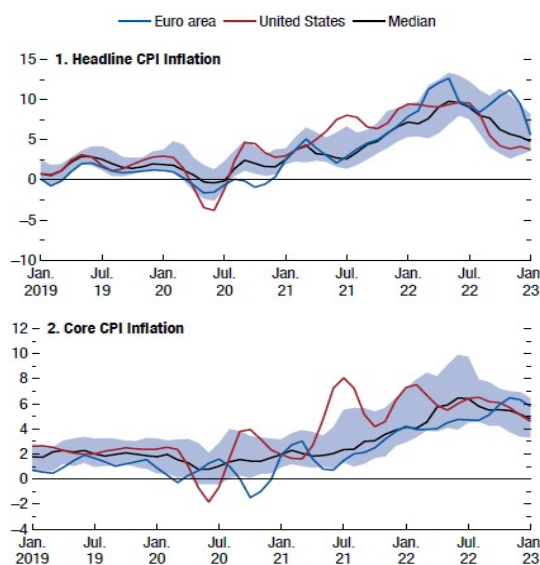 Euro area United States Median
1. Headline CPI Inflation
15
10
5
0
–5
–10
Jan. Jul. Jan. Jul. Jan. Jul. Jan. Jul. Jan.
2019 19 20 20 21 21 22 22 23
2. Core CPI Inflation
12
10
8
6
4
2
0
–2
–4
Jan. Jul. Jan. Jul. Jan. Jul. Jan. Jul. Jan.
2019 19 20 20 21 21 22 22 23